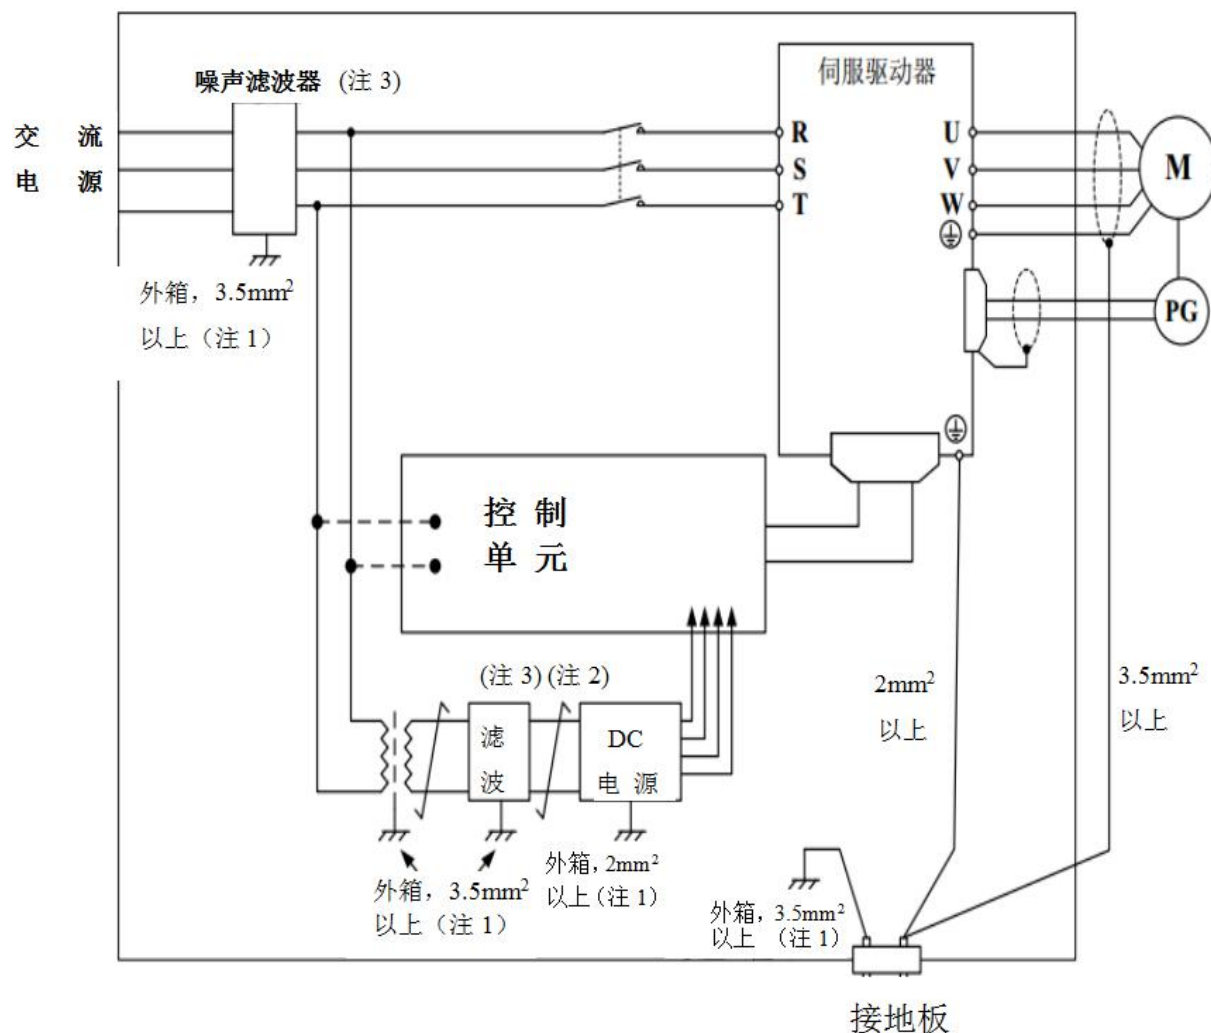 噪声滤波器 (注 3)
交 流
电 源
外箱，3.5mm²
以上（注 1）
伺服驱动器
R
S
T
U
V
W
M
PG
控 制
单 元
(注 3) (注 2)
滤
波
DC
电 源
外箱，3.5mm²
以上（注 1）
外箱，2mm²
以上（注 1）
2mm²
以上
3.5mm²
以上
外箱，3.5mm²
以上 （注 1）
接地板